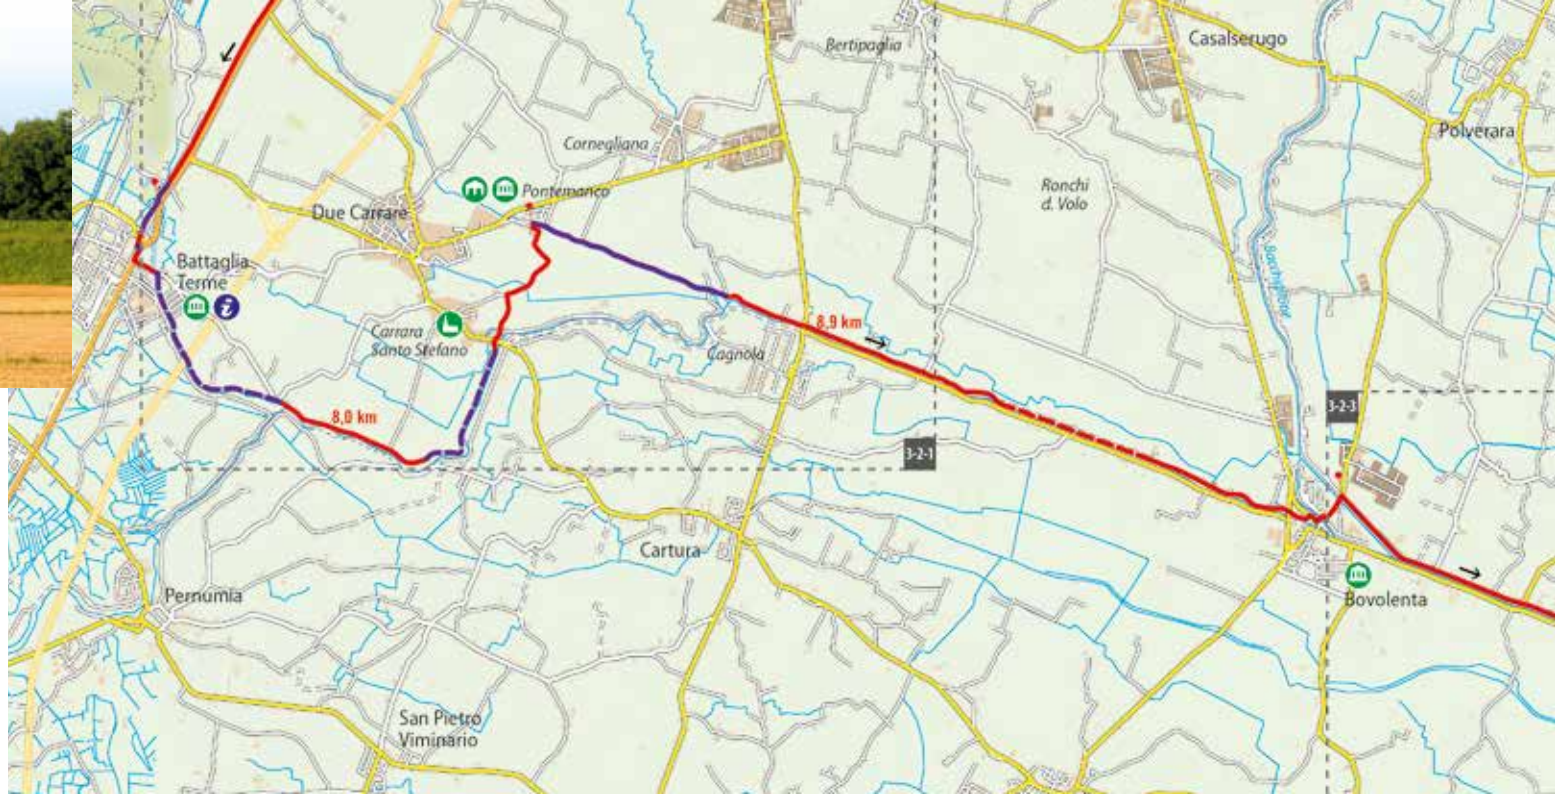 Casalserugo
Bertipaglia
Polverara
Cornegliana
Pontemanco
Ronchi
d. Volo
Due Carrare
Battaglia
Terme
i
Bacchiglione
Carrara
Santo Stefano
8,9 km
Cagnola
8,0 km
3-2-3
3-2-1
Cartura
Bovolenta
Pernumia
San Pietro
Viminario